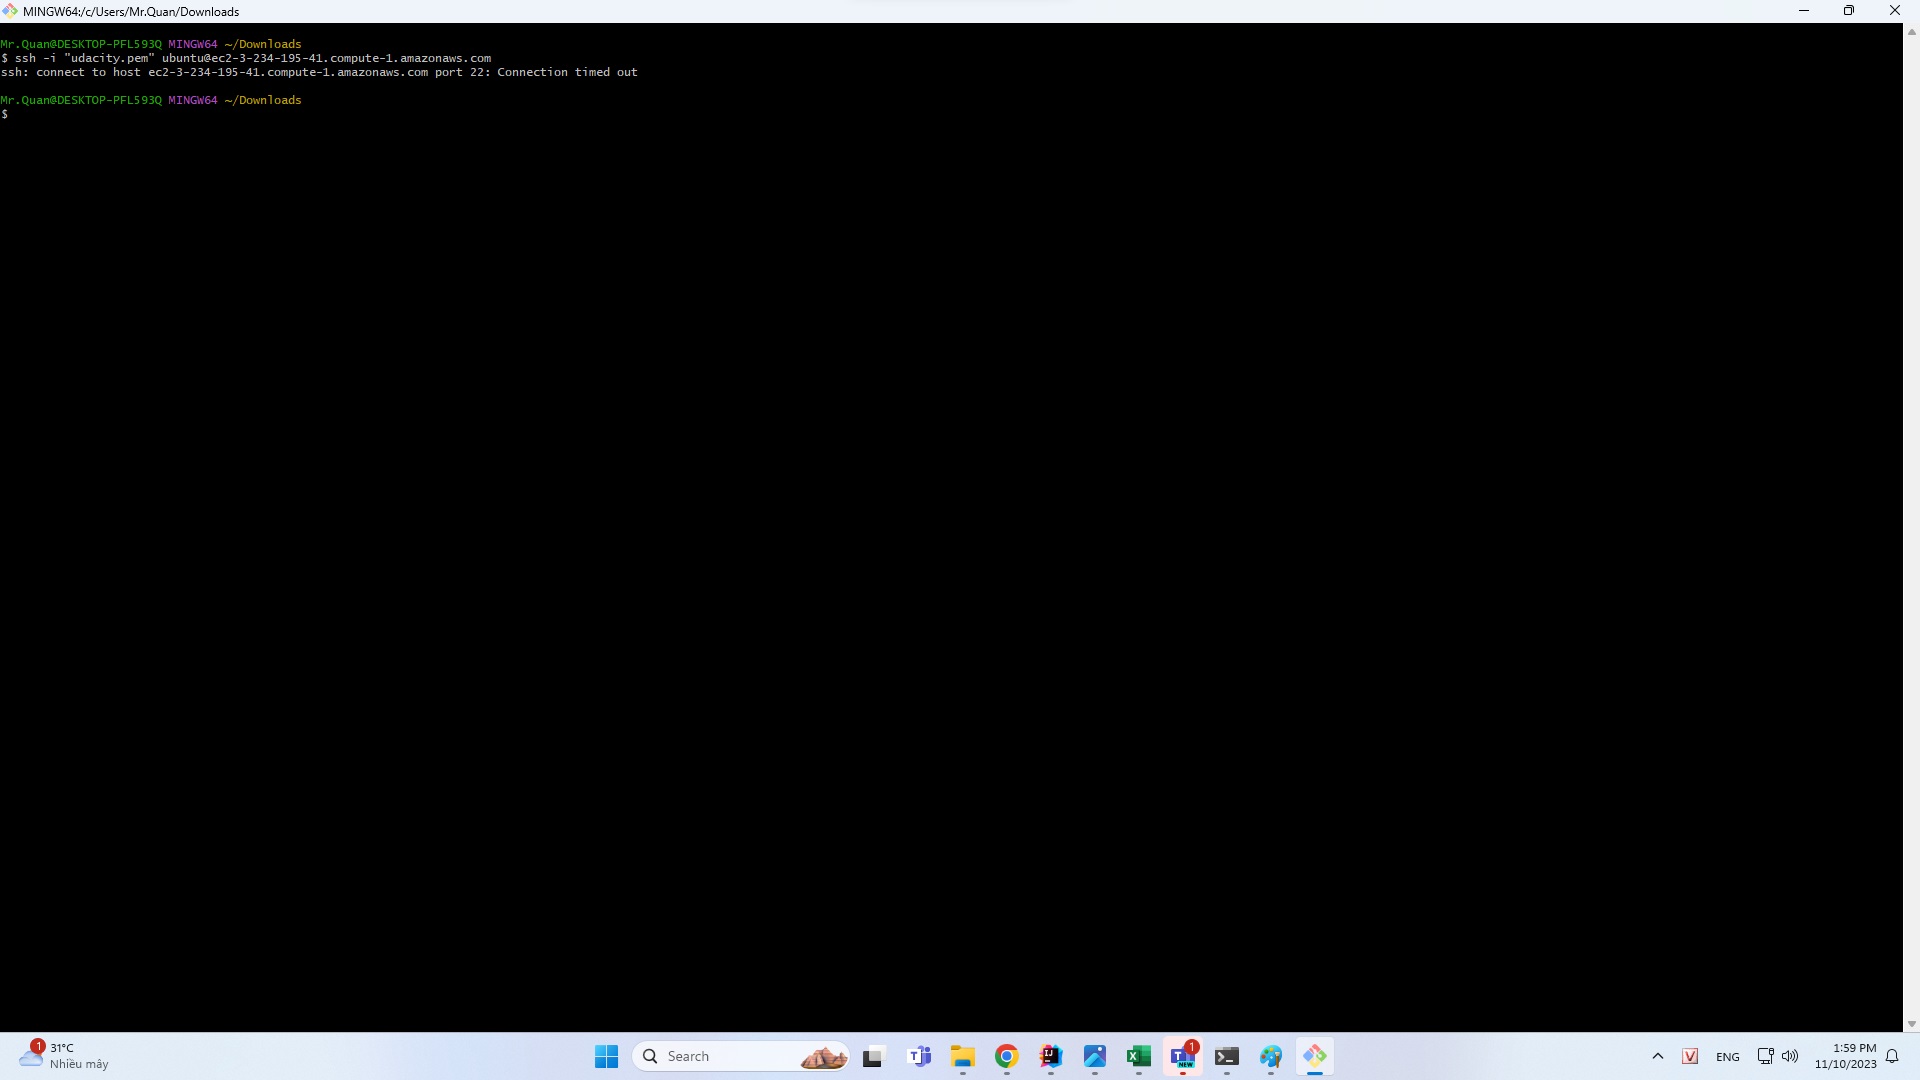 MINGW64:/c/Users/Mr.Quan/Downloads
Mr.Quan@DESKTOP-PFL593Q MINGW64 ~/Downloads
$ ssh -i "udacity.pem" ubuntu@ec2-3-234-195-41.compute-1.amazonaws.com
ssh: connect to host ec2-3-234-195-41.compute-1.amazonaws.com port 22: Connection timed out
Mr.Quan@DESKTOP-PFL593Q MINGW64 ~/Downloads
$
1
31°C
Nhiều mây
Search
T
IJ
X
T
NEW
1
V
ENG
1:59 PM
11/10/2023